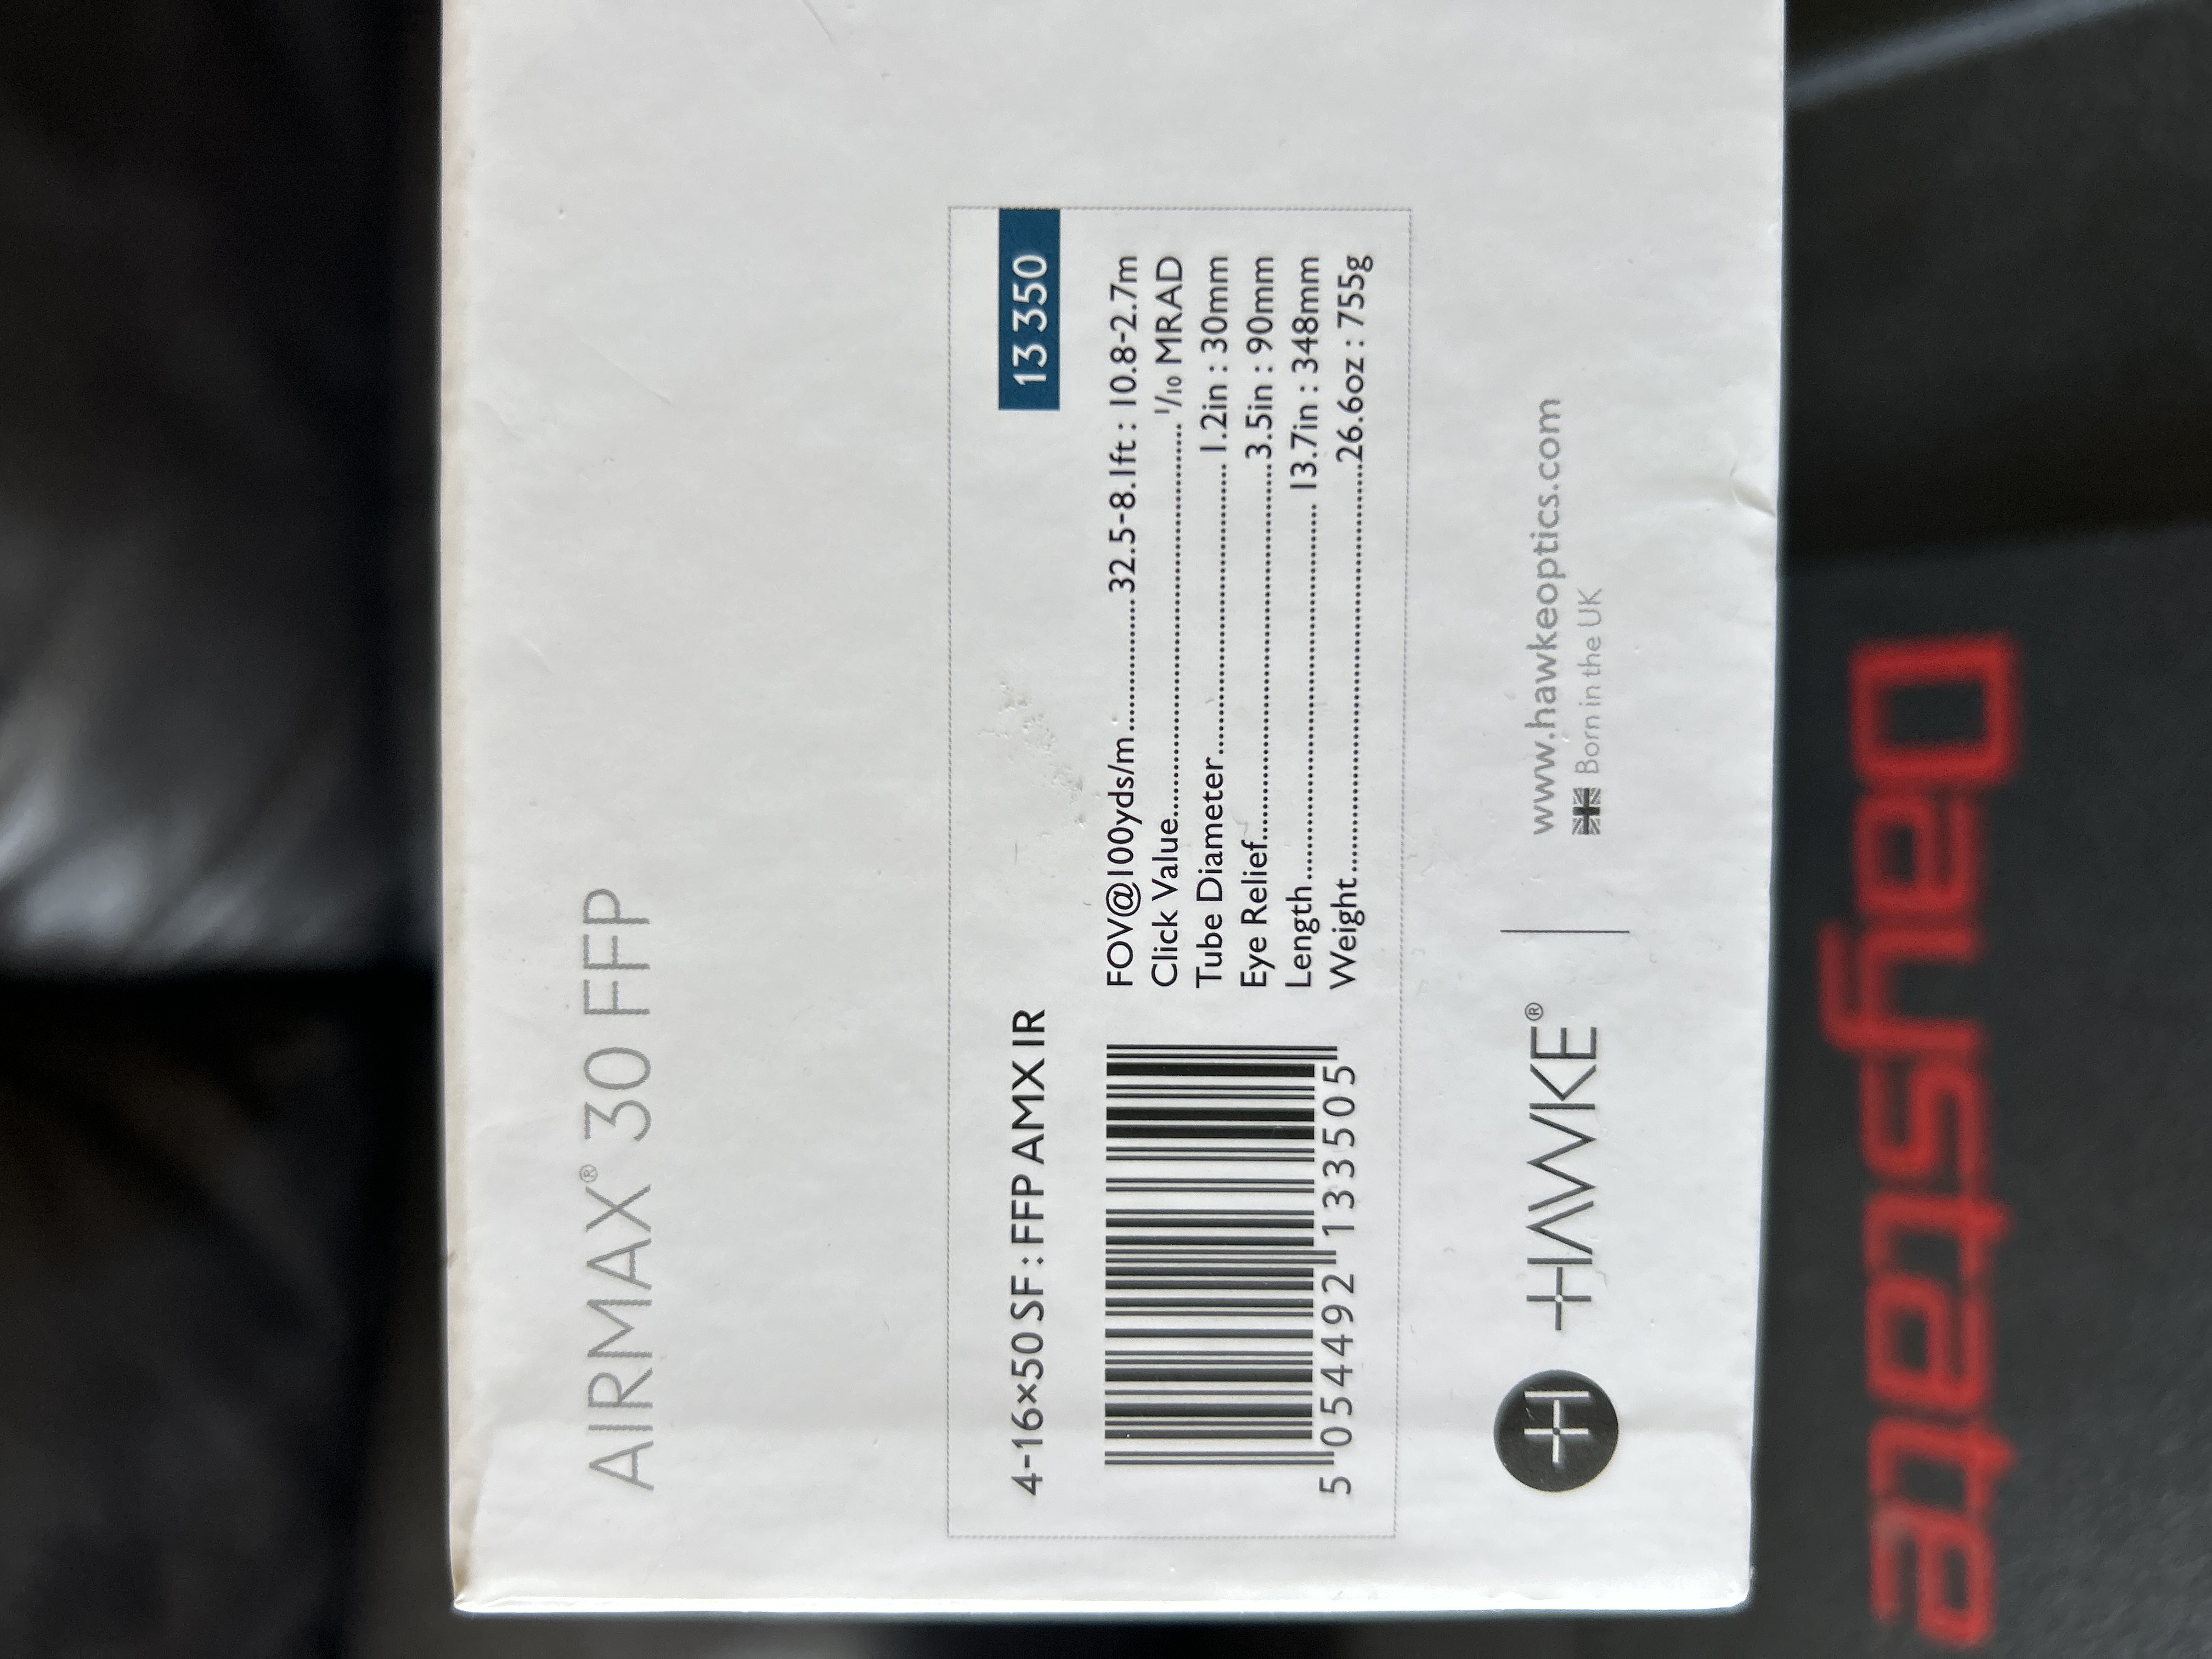 AIRMAX® 30 FFP
4-16×50 SF : FFP AMX IR
13 350
FOV@100yds/m............... 32.5-8.1ft : 10.8-2.7m
Click Value............................................. 1/10 MRAD
Tube Diameter................................ 1.2in : 30mm
Eye Relief.......................................... 3.5in : 90mm
Length........................................... 13.7in : 348mm
Weight............................................. 26.6oz : 755g
5 054492 133505
H HAWKE®
www.hawkeoptics.com
Born in the UK
Daystate